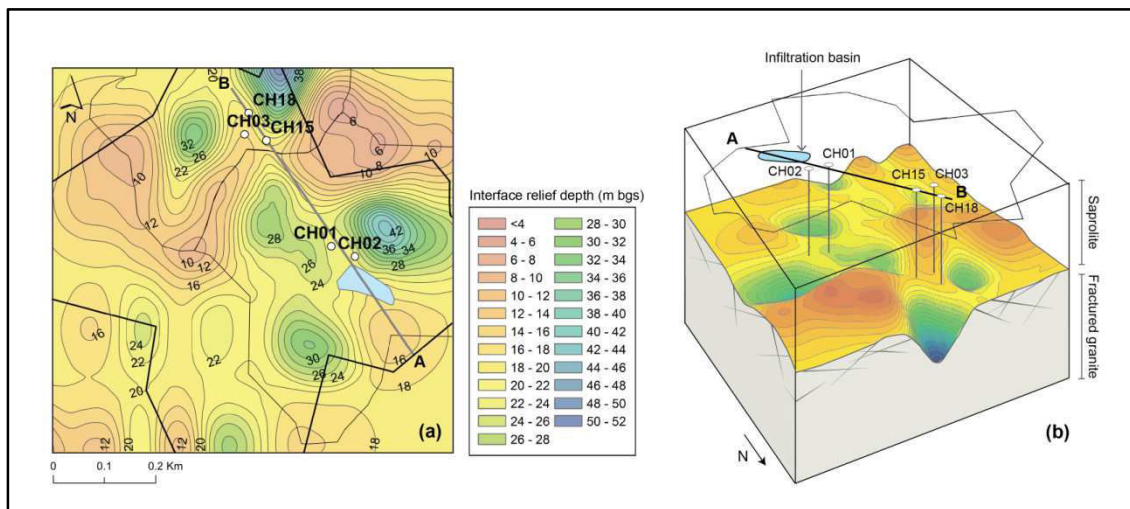 B
38
20
CH18
CH03
CH15
N
32
26
22
6
6
8
10
10
10
12
10
12
16
28
CH01
CH02
26
24
42
36
34
28
16
24
22
20
22
30
26
24
16
A
18
12
20
12
20
18
(a)
0
0.1
0.2 Km
Interface relief depth (m bgs)
<4
28 - 30
4 - 6
30 - 32
6 - 8
32 - 34
8 - 10
34 - 36
10 - 12
36 - 38
12 - 14
38 - 40
14 - 16
40 - 42
16 - 18
42 - 44
18 - 20
44 - 46
20 - 22
46 - 48
22 - 24
48 - 50
24 - 26
50 - 52
26 - 28
Infiltration basin
A
CH01
CH02
CH15
CH03
B
CH18
Saprolite
Fractured granite
N
(b)